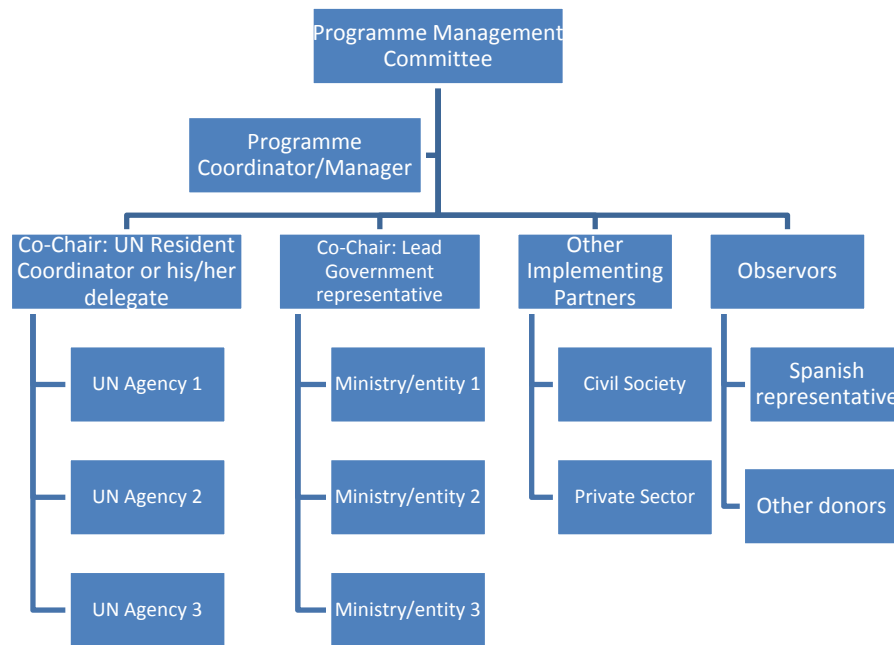 Programme Management
Committee
Programme
Coordinator/Manager
Co-Chair: UN Resident
Coordinator or his/her
delegate
Co-Chair: Lead
Government
representative
Other
Implementing
Partners
Observors
UN Agency 1
Ministry/entity 1
Civil Society
Spanish
representative
UN Agency 2
Ministry/entity 2
Private Sector
Other donors
UN Agency 3
Ministry/entity 3